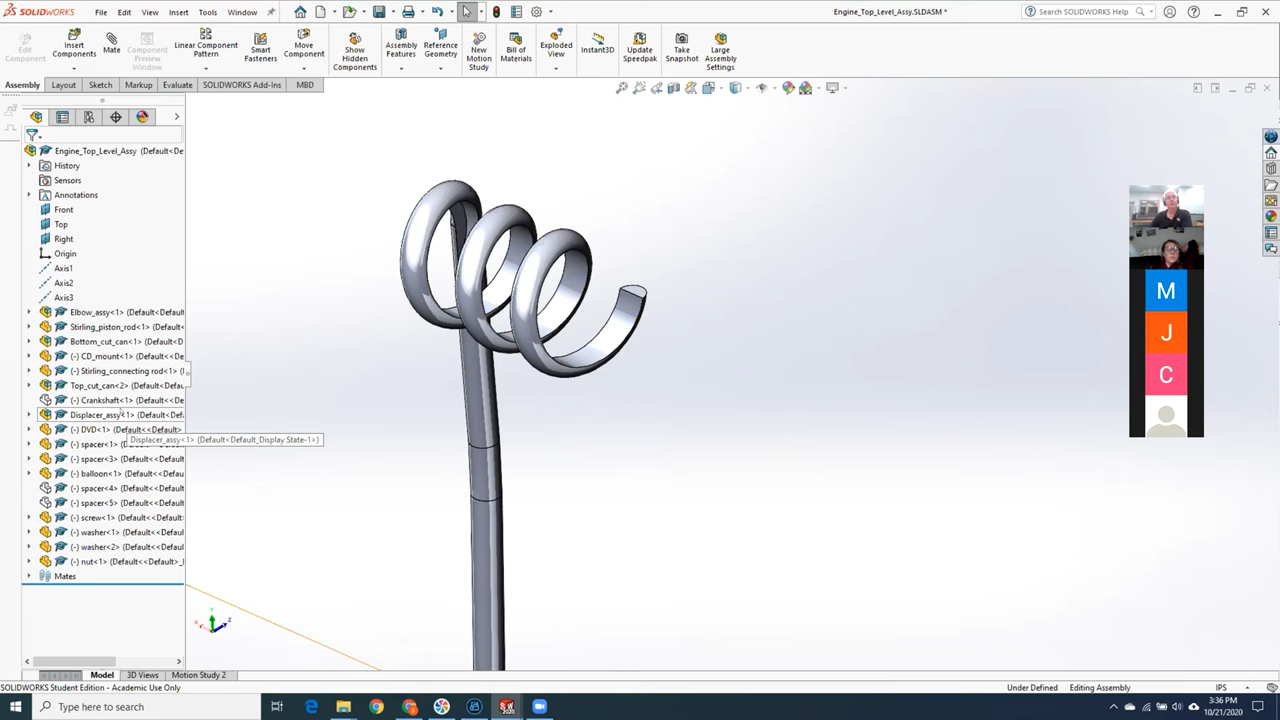 SOLIDWORKS File Edit View Insert Tools Window Engine_Top_Level_Assy.SLDASM * Search SOLIDWORKS Help
Edit Component
Insert Components
Mate
Component Preview Window
Linear Component Pattern
Smart Fasteners
Move Component
Show Hidden Components
Assembly Features
Reference Geometry
New Motion Study
Bill of Materials
Exploded View
Instant3D
Update Speedpak
Take Snapshot
Large Assembly Settings
Assembly Layout Sketch Markup Evaluate SOLIDWORKS Add-Ins MBD
Engine_Top_Level_Assy (Default<De
History
Sensors
Annotations
Front
Top
Right
Origin
Axis1
Axis2
Axis3
Elbow_assy<1> (Default<De
Stirling_piston_rod<1> (Default<
Bottom_cut_can<1> (Default<D
(-) CD_mount<1> (Default<<De
(-) Stirling_connecting rod<1> (
Top_cut_can<2> (Default<Defau
(-) Crankshaft<1> (Default<<De
Displacer_assy<1> (Default<Def
(-) DVD<1> (Default<<Default>
Displacer_assy<1> (Default<Default_Display State-1>)
(-) spacer<1> (Default<<Defaul
(-) spacer<3> (Default<<Defaul
(-) balloon<1> (Default<<Defau
(-) spacer<4> (Default<<Defaul
(-) spacer<5> (Default<<Defaul
(-) screw<1> (Default<<Default>
(-) washer<1> (Default<<Defaul
(-) washer<2> (Default<<Defaul
(-) nut<1> (Default<<Default>_
Mates
M
J
C
Y
X
Z
Model 3D Views Motion Study 2
SOLIDWORKS Student Edition - Academic Use Only Under Defined Editing Assembly IPS
Type here to search
3:36 PM
10/21/2020